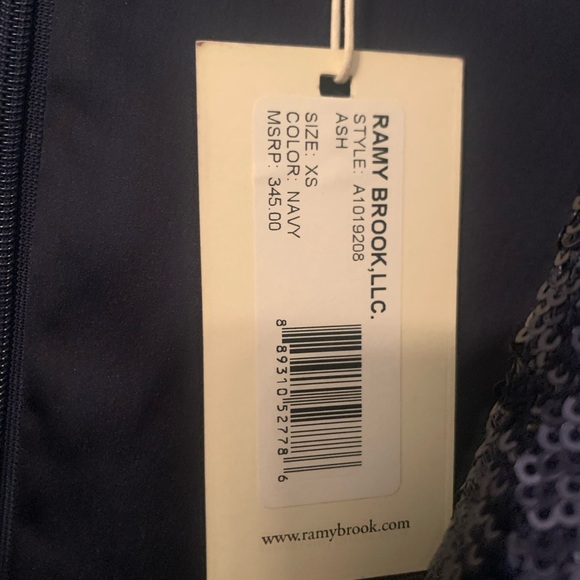 RAMY BROOK,LLC.
STYLE: A1019208
ASH
SIZE: XS
COLOR: NAVY
MSRP: 345.00
8 89310 52778 6
www.ramybrook.com